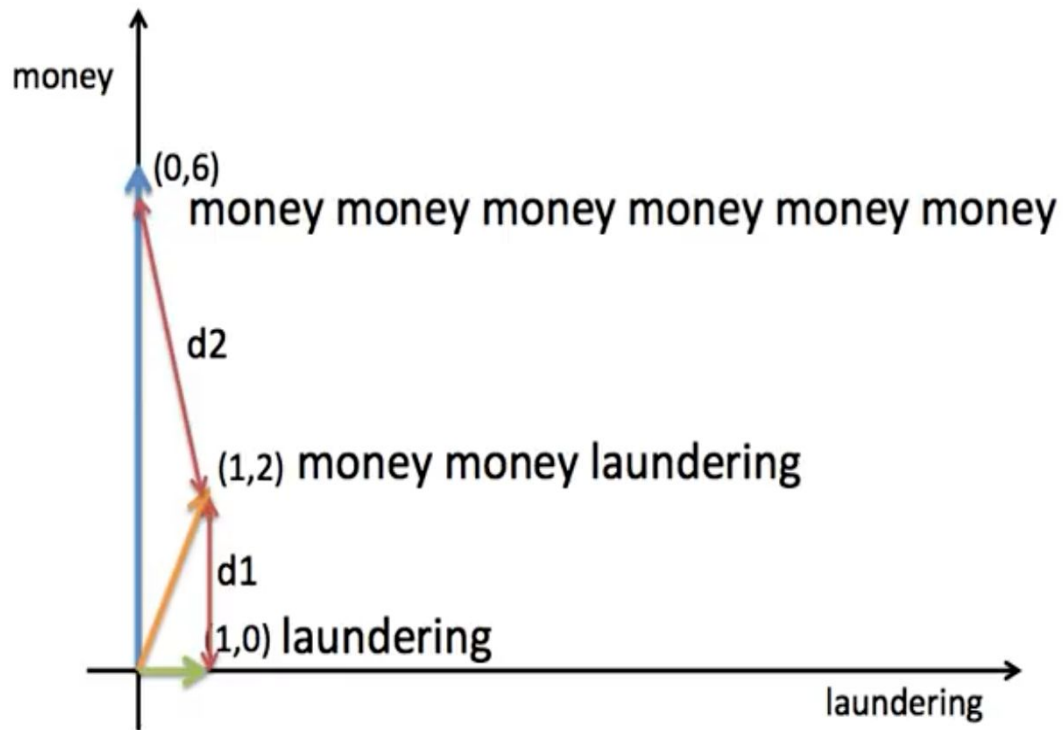 money
(0,6)
money money money money money money
d2
(1,2) money money laundering
d1
(1,0) laundering
laundering